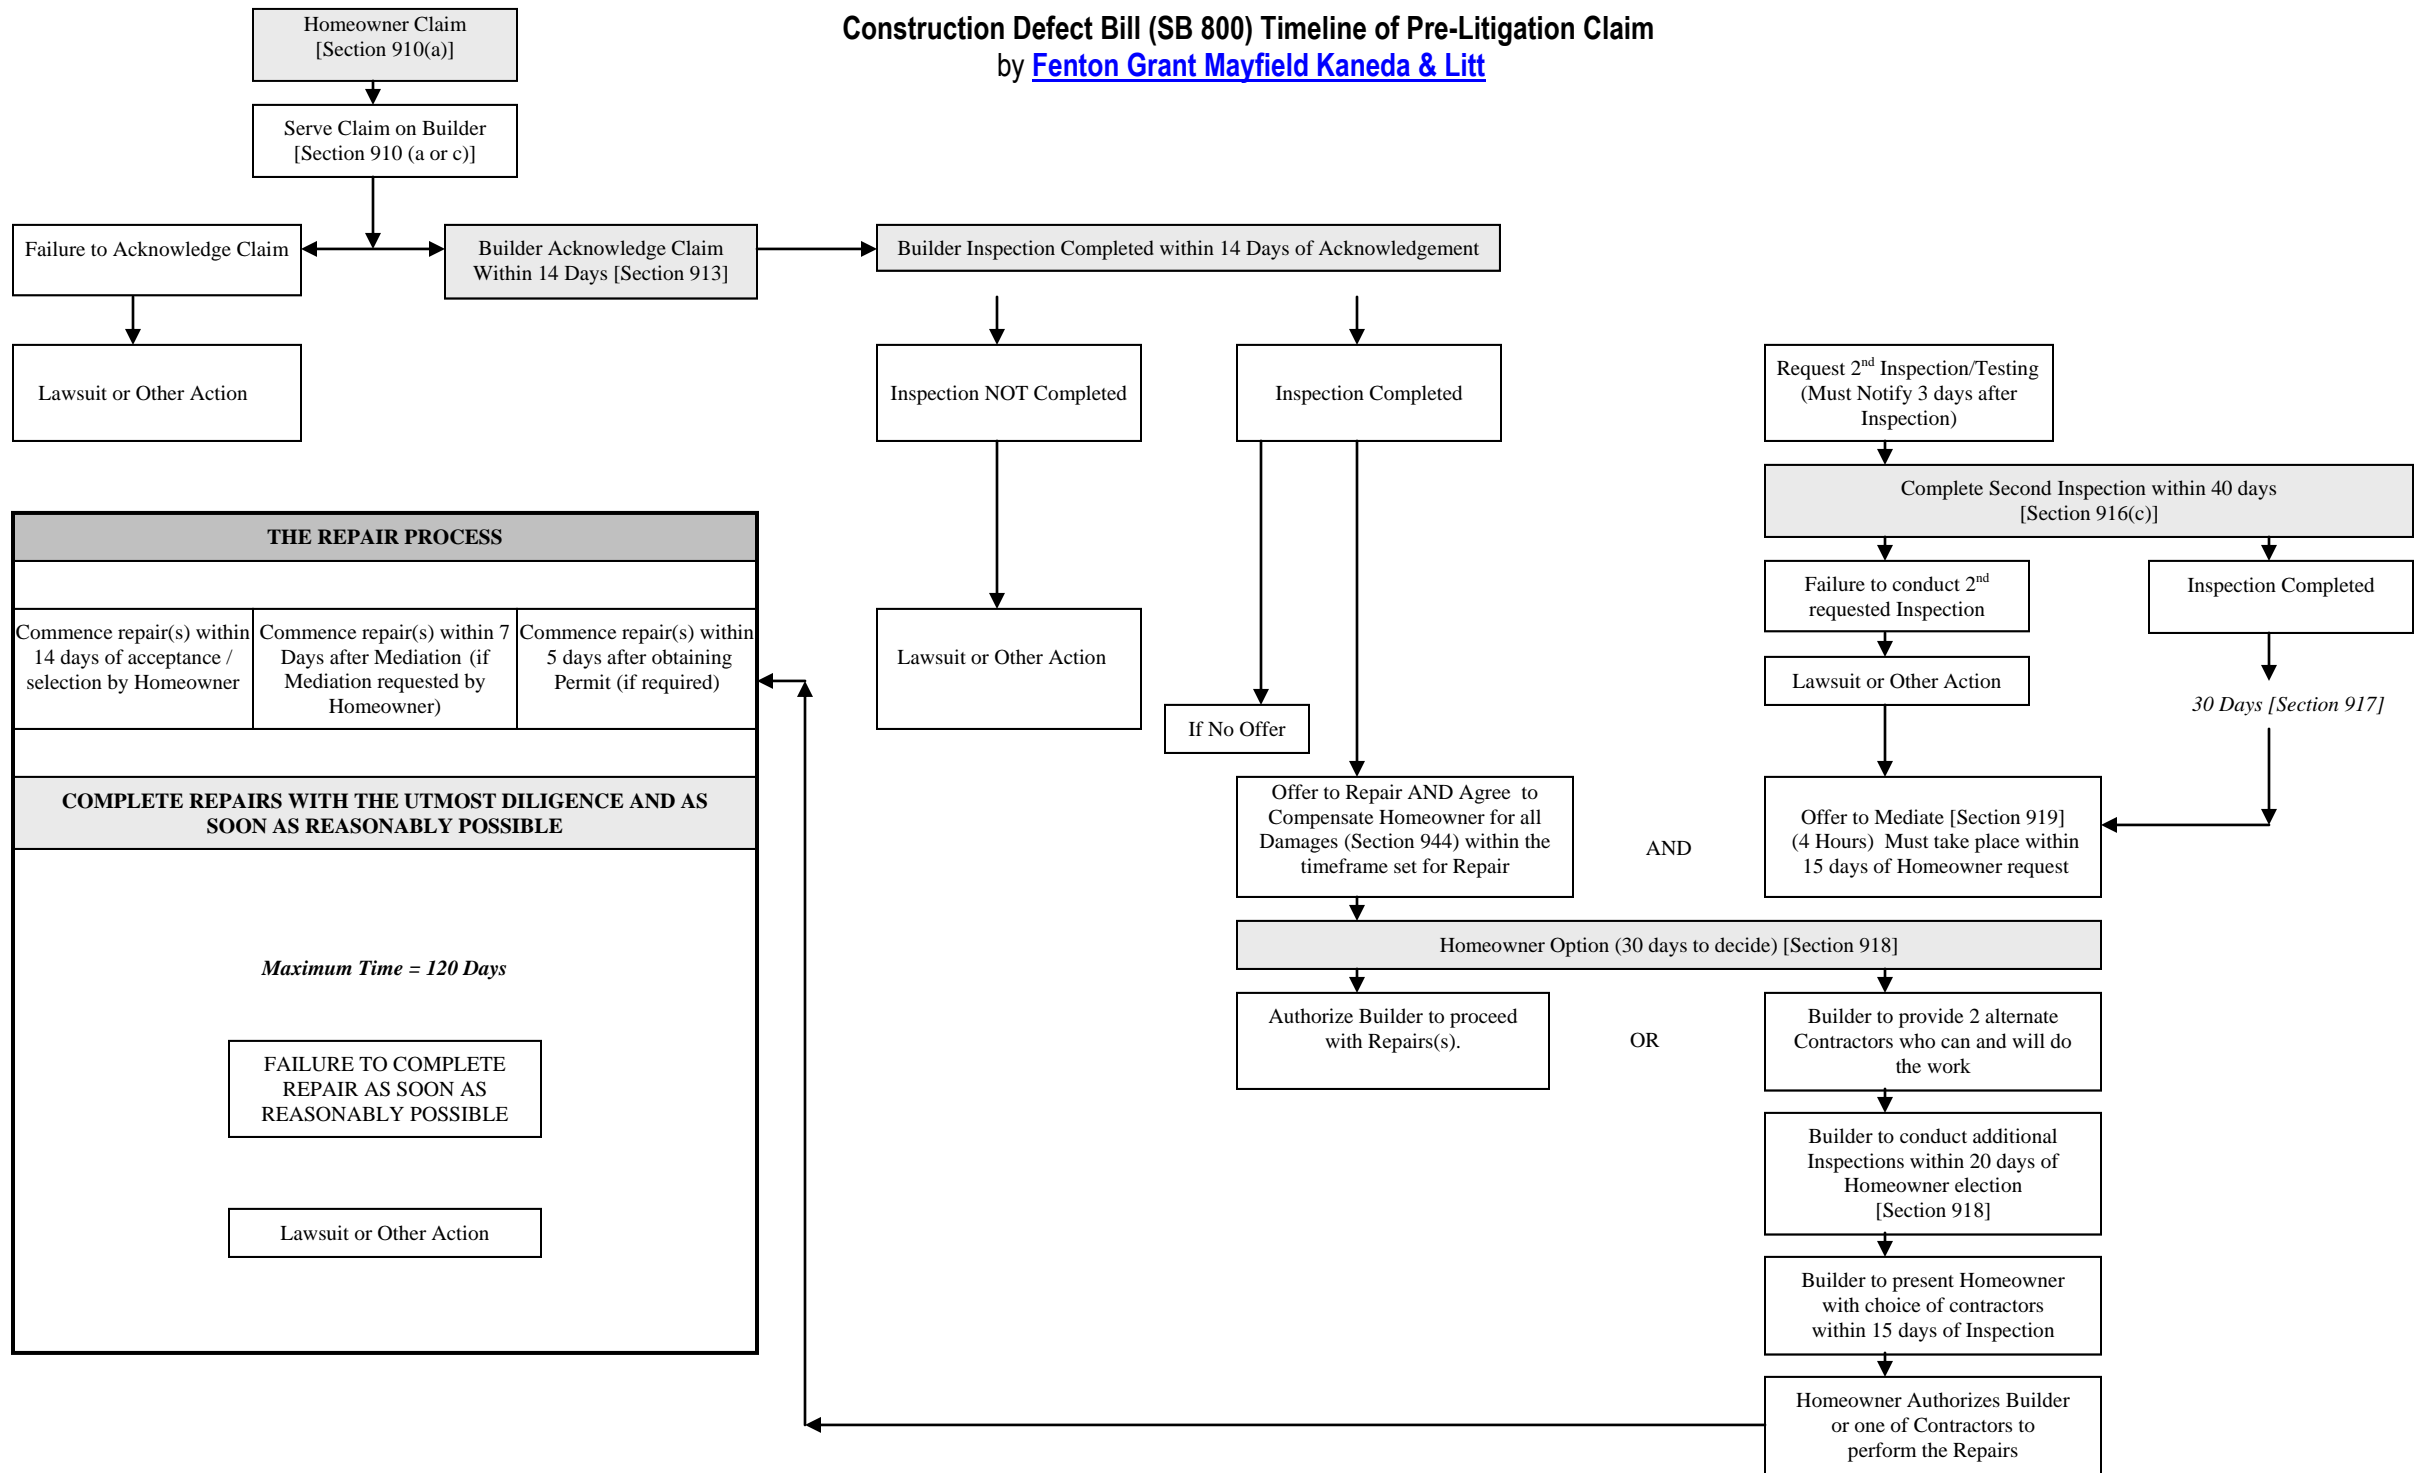 Construction Defect Bill (SB 800) Timeline of Pre-Litigation Claim
by Fenton Grant Mayfield Kaneda & Litt
Homeowner Claim
[Section 910(a)]
Serve Claim on Builder
[Section 910 (a or c)]
Failure to Acknowledge Claim
Builder Acknowledge Claim
Within 14 Days [Section 913]
Builder Inspection Completed within 14 Days of Acknowledgement
Lawsuit or Other Action
Inspection NOT Completed
Inspection Completed
Request 2nd Inspection/Testing
(Must Notify 3 days after
Inspection)
Complete Second Inspection within 40 days
[Section 916(c)]
Failure to conduct 2nd
requested Inspection
Inspection Completed
Lawsuit or Other Action
30 Days [Section 917]
Lawsuit or Other Action
If No Offer
Offer to Repair AND Agree to
Compensate Homeowner for all
Damages (Section 944) within the
timeframe set for Repair
AND
Offer to Mediate [Section 919]
(4 Hours) Must take place within
15 days of Homeowner request
Homeowner Option (30 days to decide) [Section 918]
Authorize Builder to proceed
with Repairs(s).
OR
Builder to provide 2 alternate
Contractors who can and will do
the work
Builder to conduct additional
Inspections within 20 days of
Homeowner election
[Section 918]
Builder to present Homeowner
with choice of contractors
within 15 days of Inspection
Homeowner Authorizes Builder
or one of Contractors to
perform the Repairs
THE REPAIR PROCESS
Commence repair(s) within
14 days of acceptance /
selection by Homeowner
Commence repair(s) within 7
Days after Mediation (if
Mediation requested by
Homeowner)
Commence repair(s) within
5 days after obtaining
Permit (if required)
COMPLETE REPAIRS WITH THE UTMOST DILIGENCE AND AS
SOON AS REASONABLY POSSIBLE
Maximum Time = 120 Days
FAILURE TO COMPLETE
REPAIR AS SOON AS
REASONABLY POSSIBLE
Lawsuit or Other Action